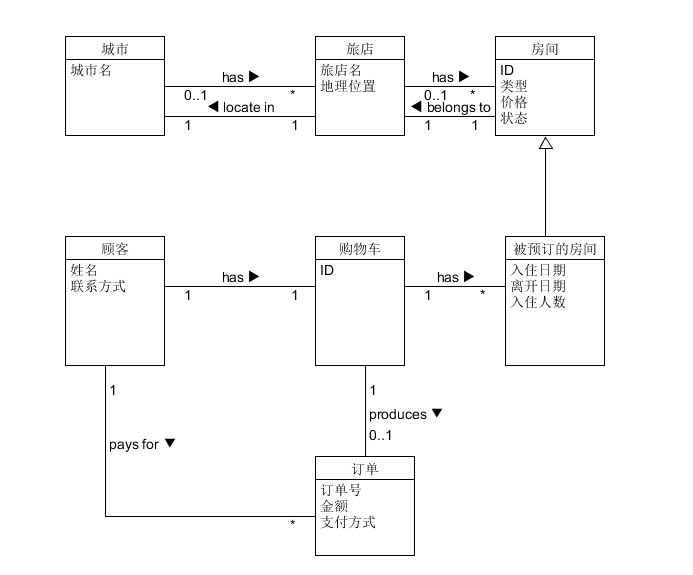 城市
城市名
has ▶
0..1
*
◀ locate in
1
1
旅店
旅店名
地理位置
has ▶
0..1
*
◀ belongs to
1
1
房间
ID
类型
价格
状态
顾客
姓名
联系方式
has ▶
1
1
购物车
ID
has ▶
1
*
被预订的房间
入住日期
离开日期
入住人数
1
pays for ▼
*
1
produces ▼
0..1
订单
订单号
金额
支付方式